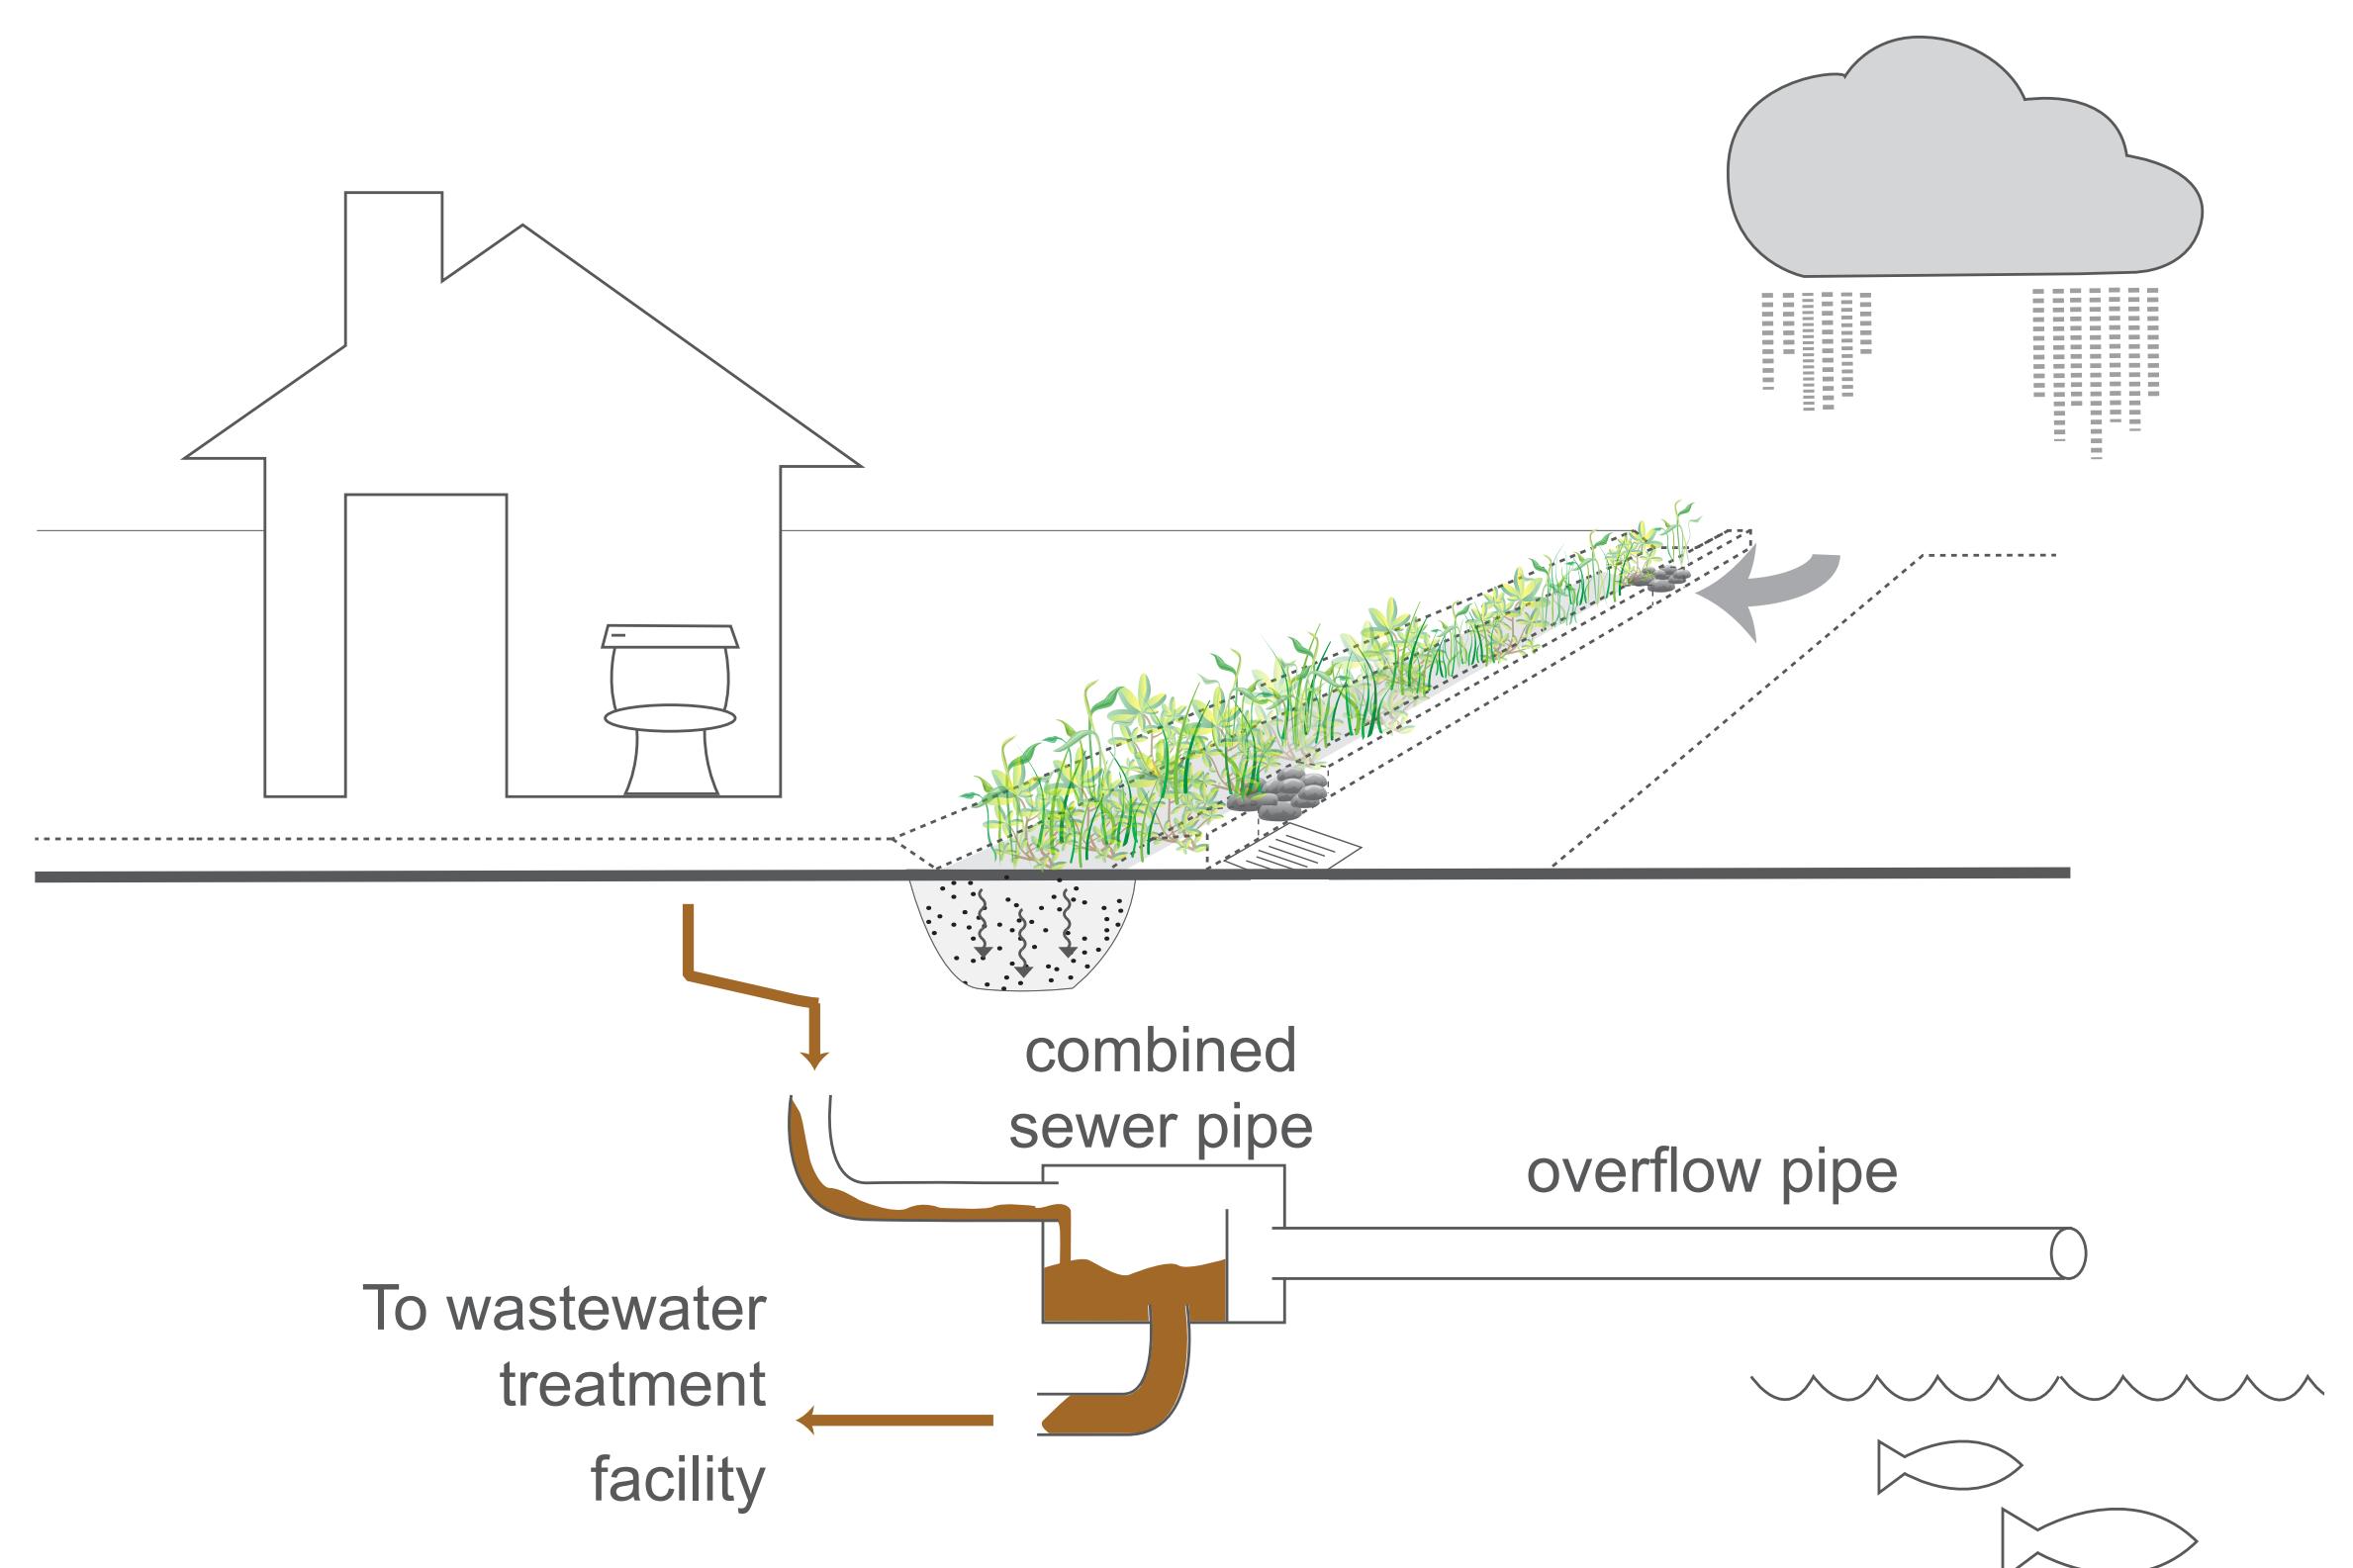 combined
sewer pipe
overflow pipe
To wastewater
treatment
facility